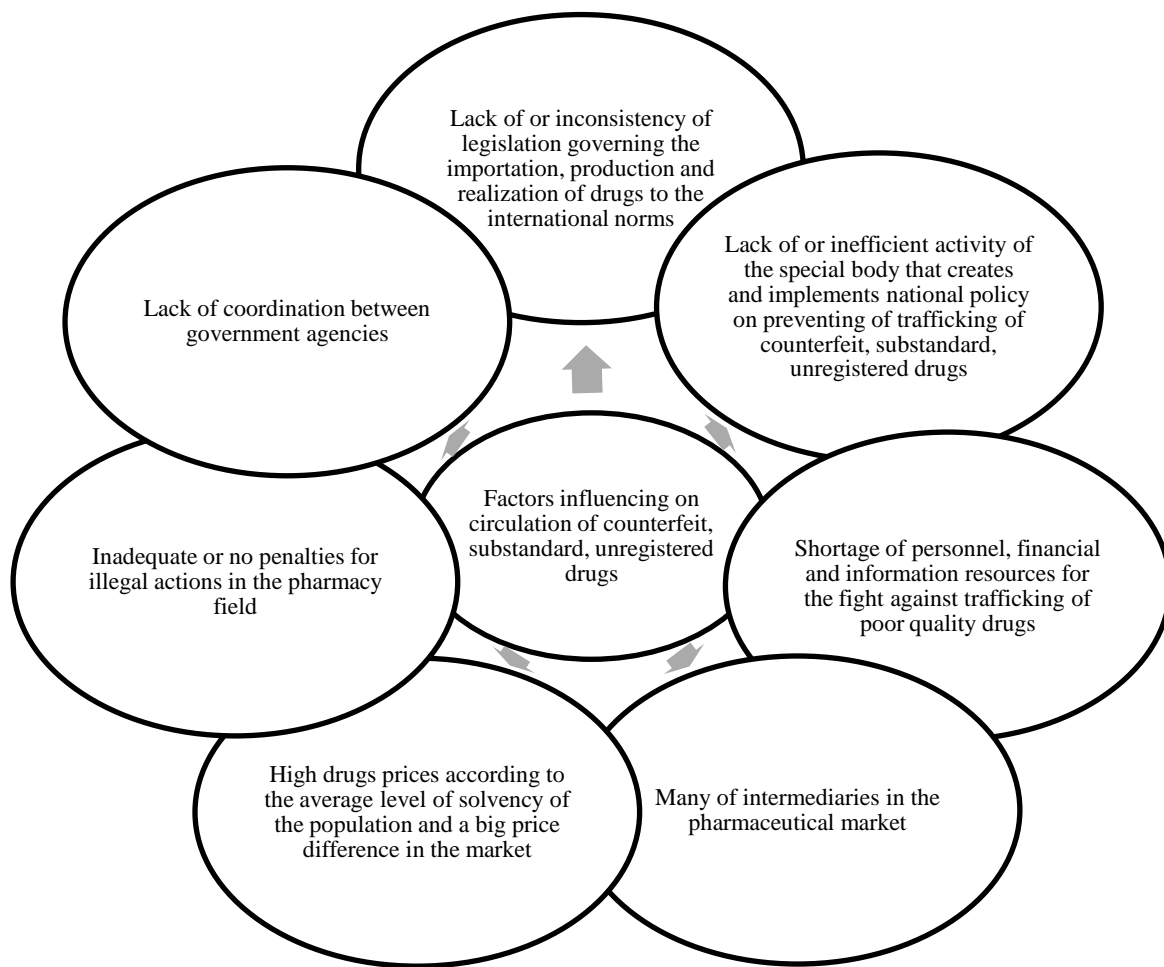 Lack of or inconsistency of
legislation governing the
importation, production and
realization of drugs to the
international norms
Lack of or inefficient activity of
the special body that creates
and implements national policy
on preventing of trafficking of
counterfeit, substandard,
unregistered drugs
Lack of coordination between
government agencies
Factors influencing on
circulation of counterfeit,
substandard, unregistered
drugs
Inadequate or no penalties for
illegal actions in the pharmacy
field
Shortage of personnel, financial
and information resources for
the fight against trafficking of
poor quality drugs
High drugs prices according to
the average level of solvency of
the population and a big price
difference in the market
Many of intermediaries in the
pharmaceutical market